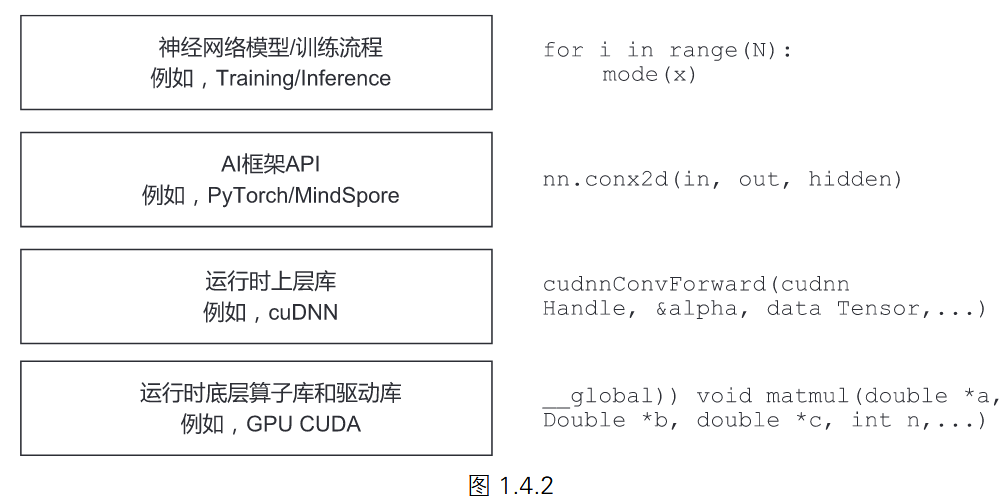 神经网络模型/训练流程
例如，Training/Inference
for i in range(N):
mode(x)
AI框架API
例如，PyTorch/MindSpore
nn.conx2d(in, out, hidden)
运行时上层库
例如，cuDNN
cudnnConvForward(cudnn
Handle, &alpha, data Tensor,...)
运行时底层算子库和驱动库
例如，GPU CUDA
__global)) void matmul(double *a,
Double *b, double *c, int n,...)
图 1.4.2